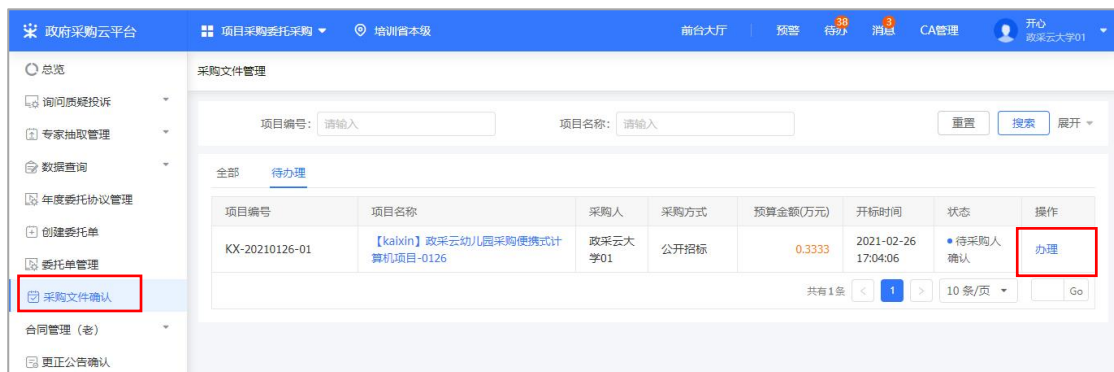 政府采购云平台
项目采购委托采购
培训省本级
前台大厅
预警
待办
38
消息
3
CA管理
开心
政采云大学01
总览
询问质疑投诉
专家抽取管理
数据查询
年度委托协议管理
创建委托单
委托单管理
采购文件确认
合同管理（老）
更正公告确认
采购文件管理
项目编号： 请输入 项目名称： 请输入 重置 搜索 展开
全部 待办理
项目编号 项目名称 采购人 采购方式 预算金额(万元) 开标时间 状态 操作
KX-20210126-01 【kaixin】政采云幼儿园采购便携式计 政采云大 公开招标 0.3333 2021-02-26 待采购人 办理
算机项目-0126 学01 17:04:06 确认
共有1条 < 1 > 10 条/页 Go